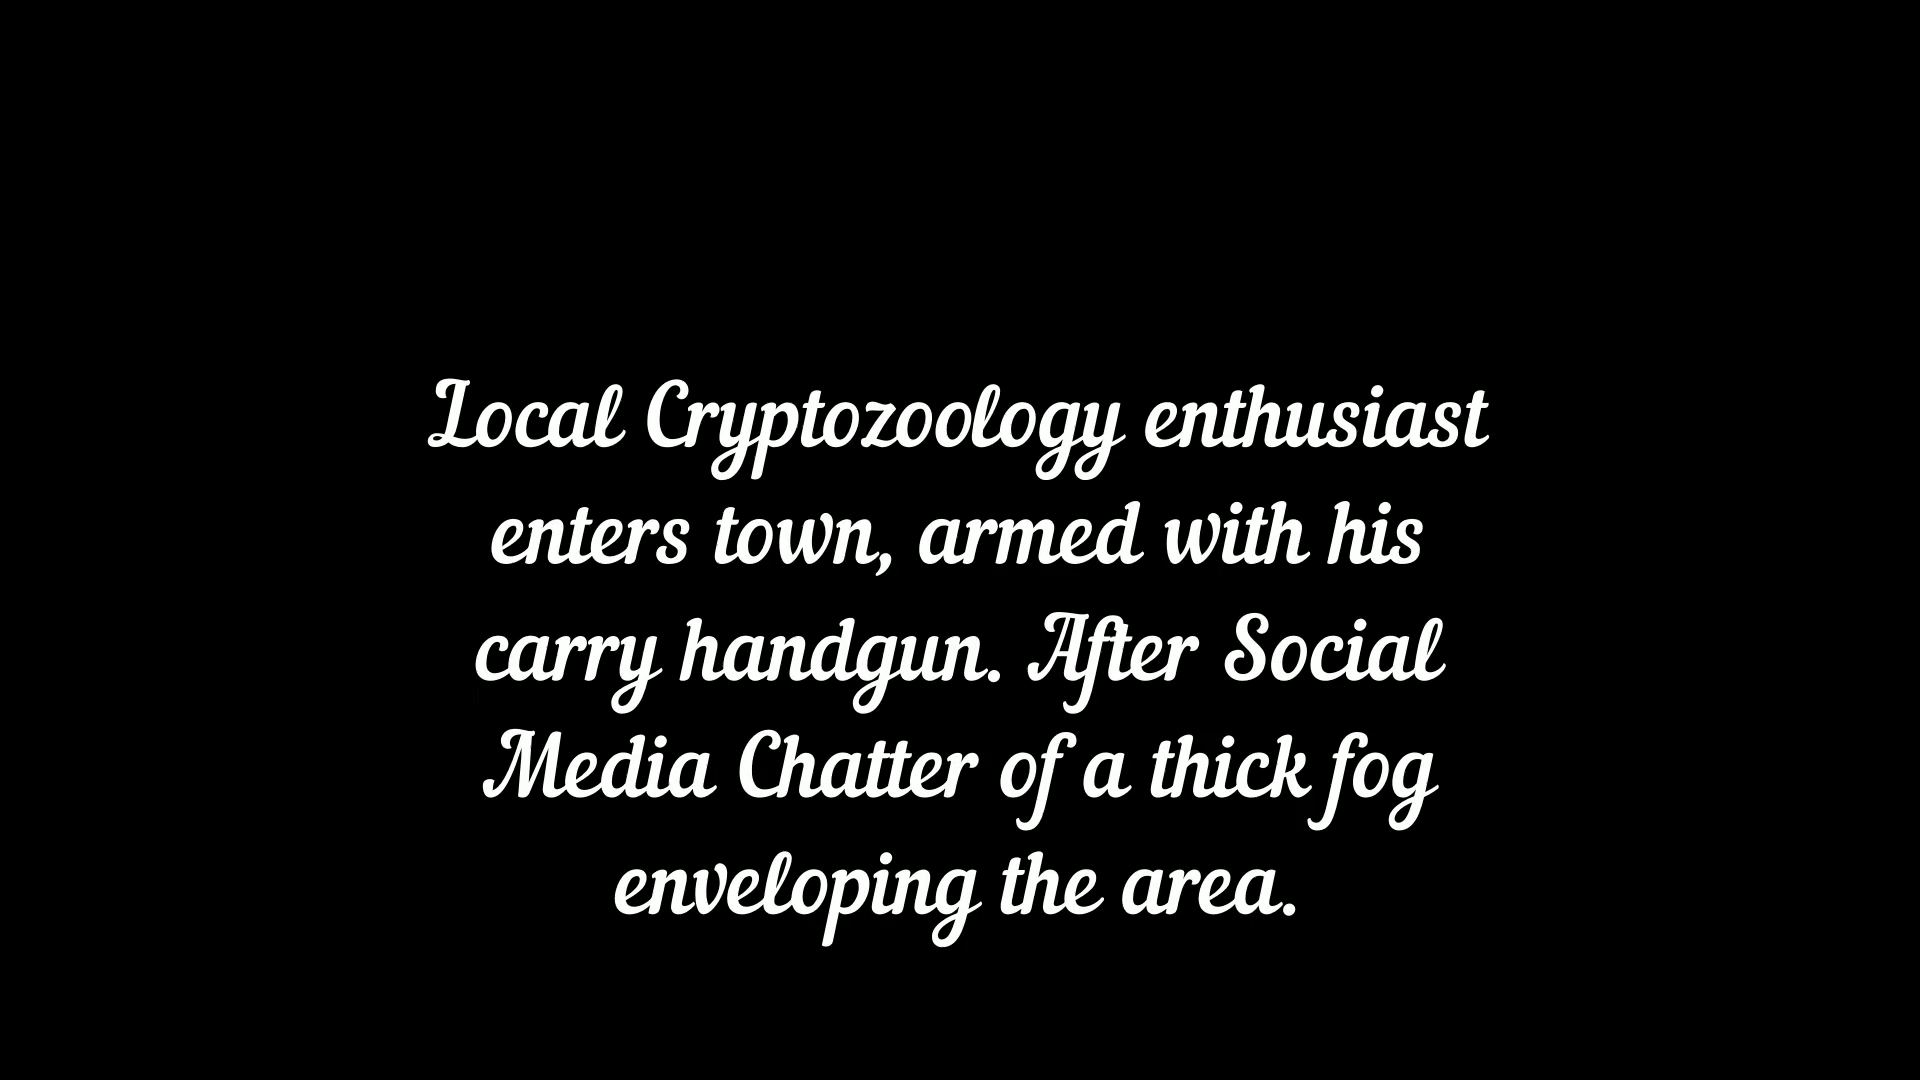 Local Cryptozoology enthusiast
enters town, armed with his
carry handgun. After Social
Media Chatter of a thick fog
enveloping the area.